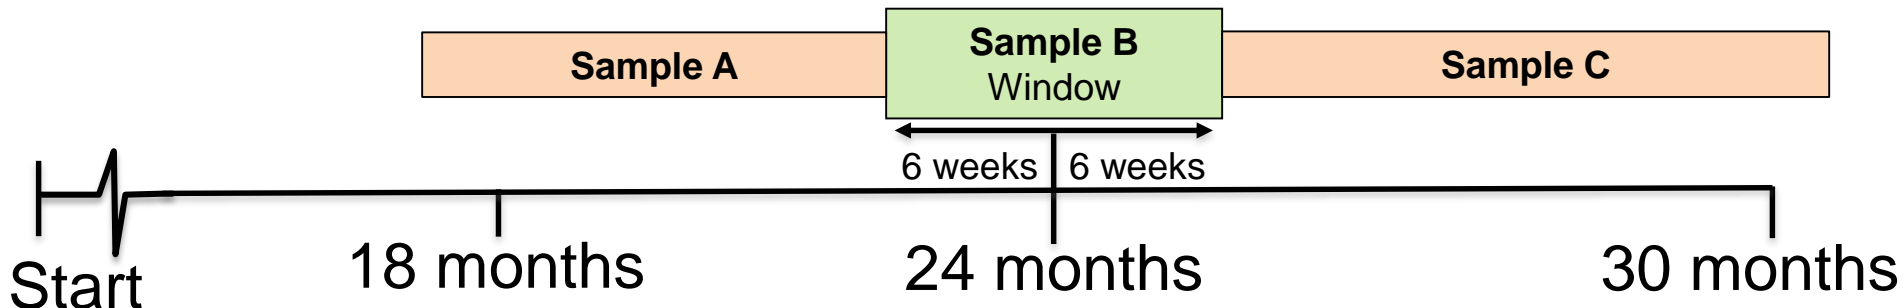 Sample A
Sample B
Window
Sample C
6 weeks
6 weeks
Start
18 months
24 months
30 months